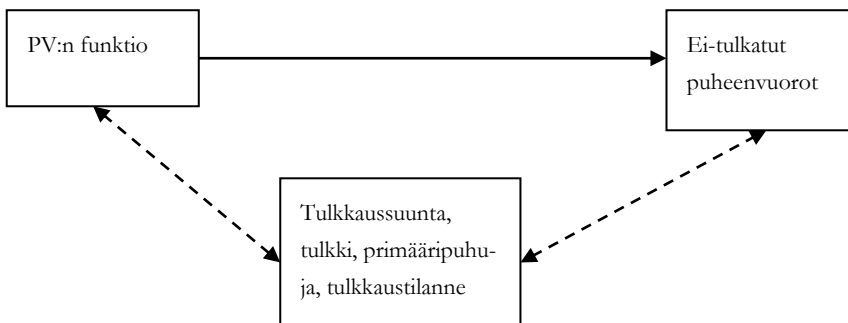 PV:n funktio
Ei-tulkatut
puheenvuorot
Tulkkaussuunta,
tulkki, primääripuhu-
ja, tulkkaustilanne